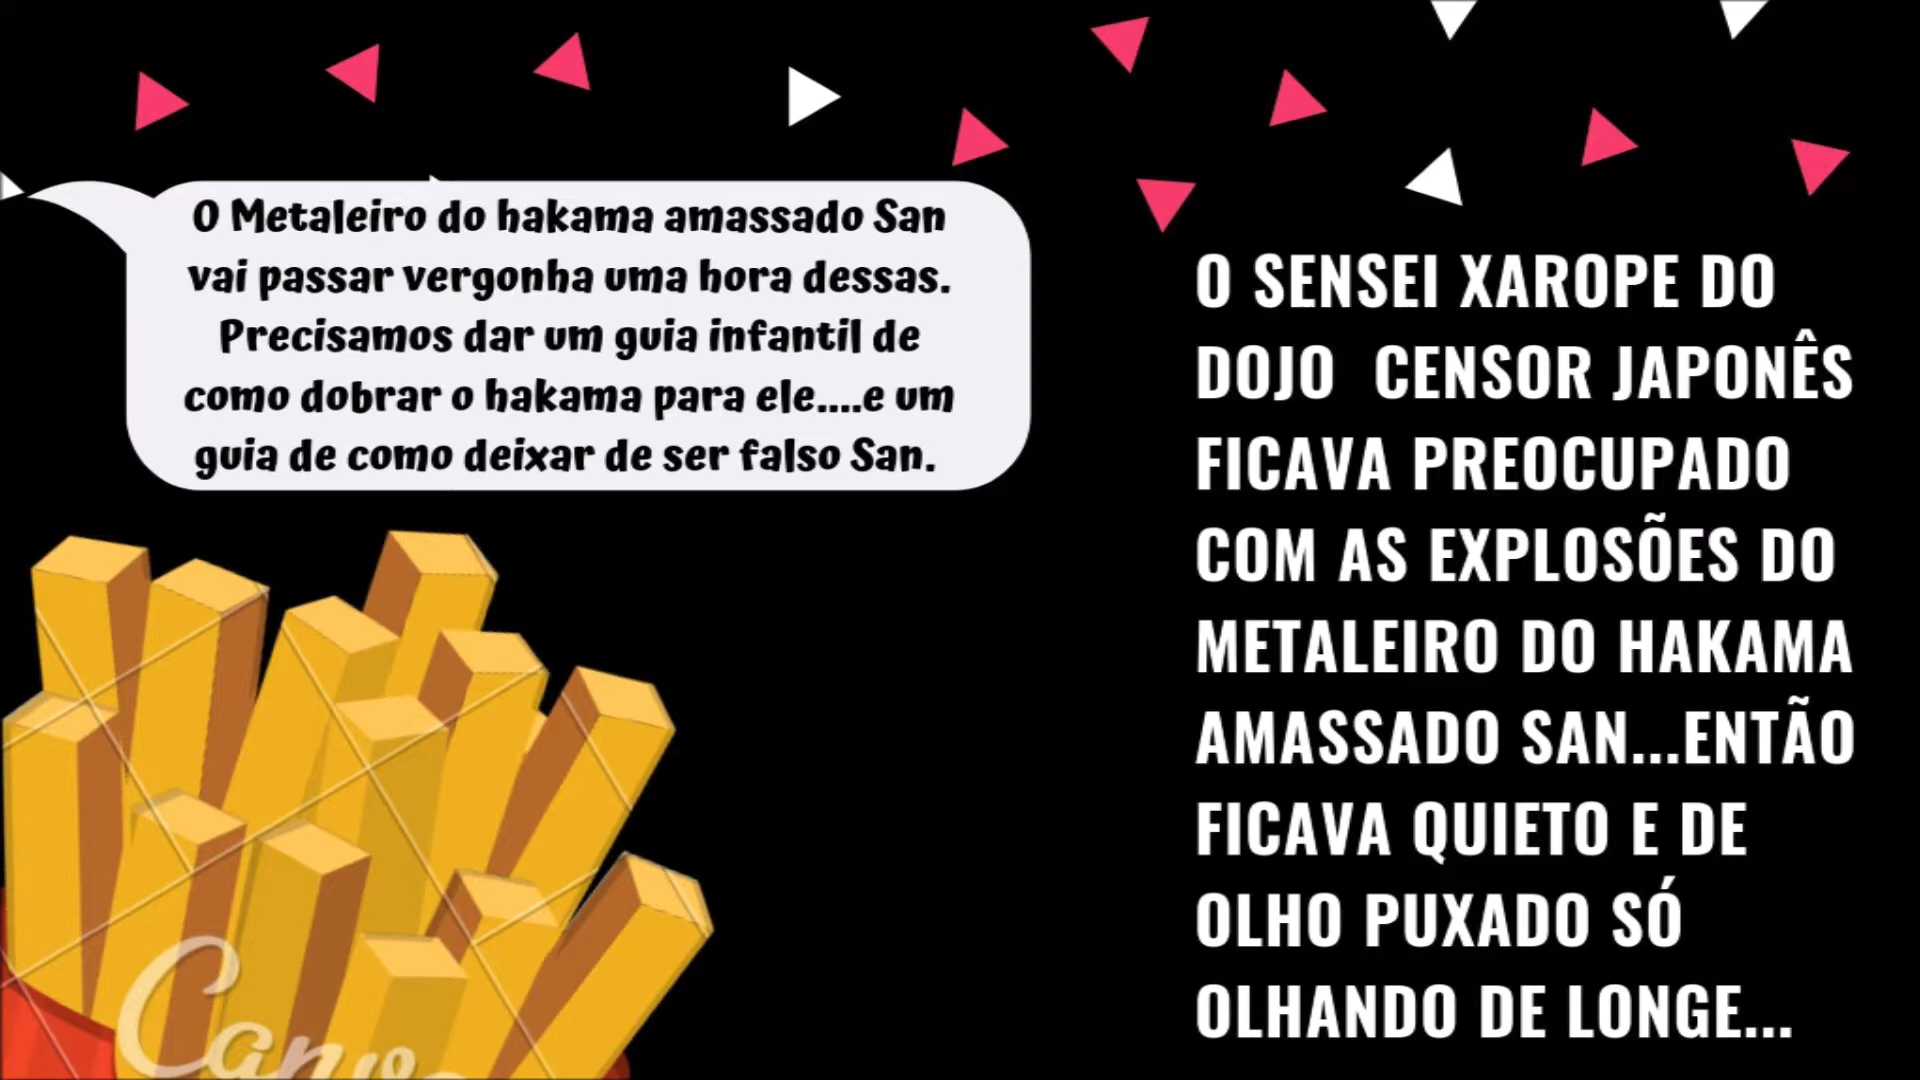 O Metaleiro do hakama amassado San
vai passar vergonha uma hora dessas.
Precisamos dar um guia infantil de
como dobrar o hakama para ele....e um
guia de como deixar de ser falso San.
O SENSEI XAROPE DO
DOJO CENSOR JAPONÊS
FICAVA PREOCUPADO
COM AS EXPLOSÕES DO
METALEIRO DO HAKAMA
AMASSADO SAN...ENTÃO
FICAVA QUIETO E DE
OLHO PUXADO SÓ
OLHANDO DE LONGE...
Canva